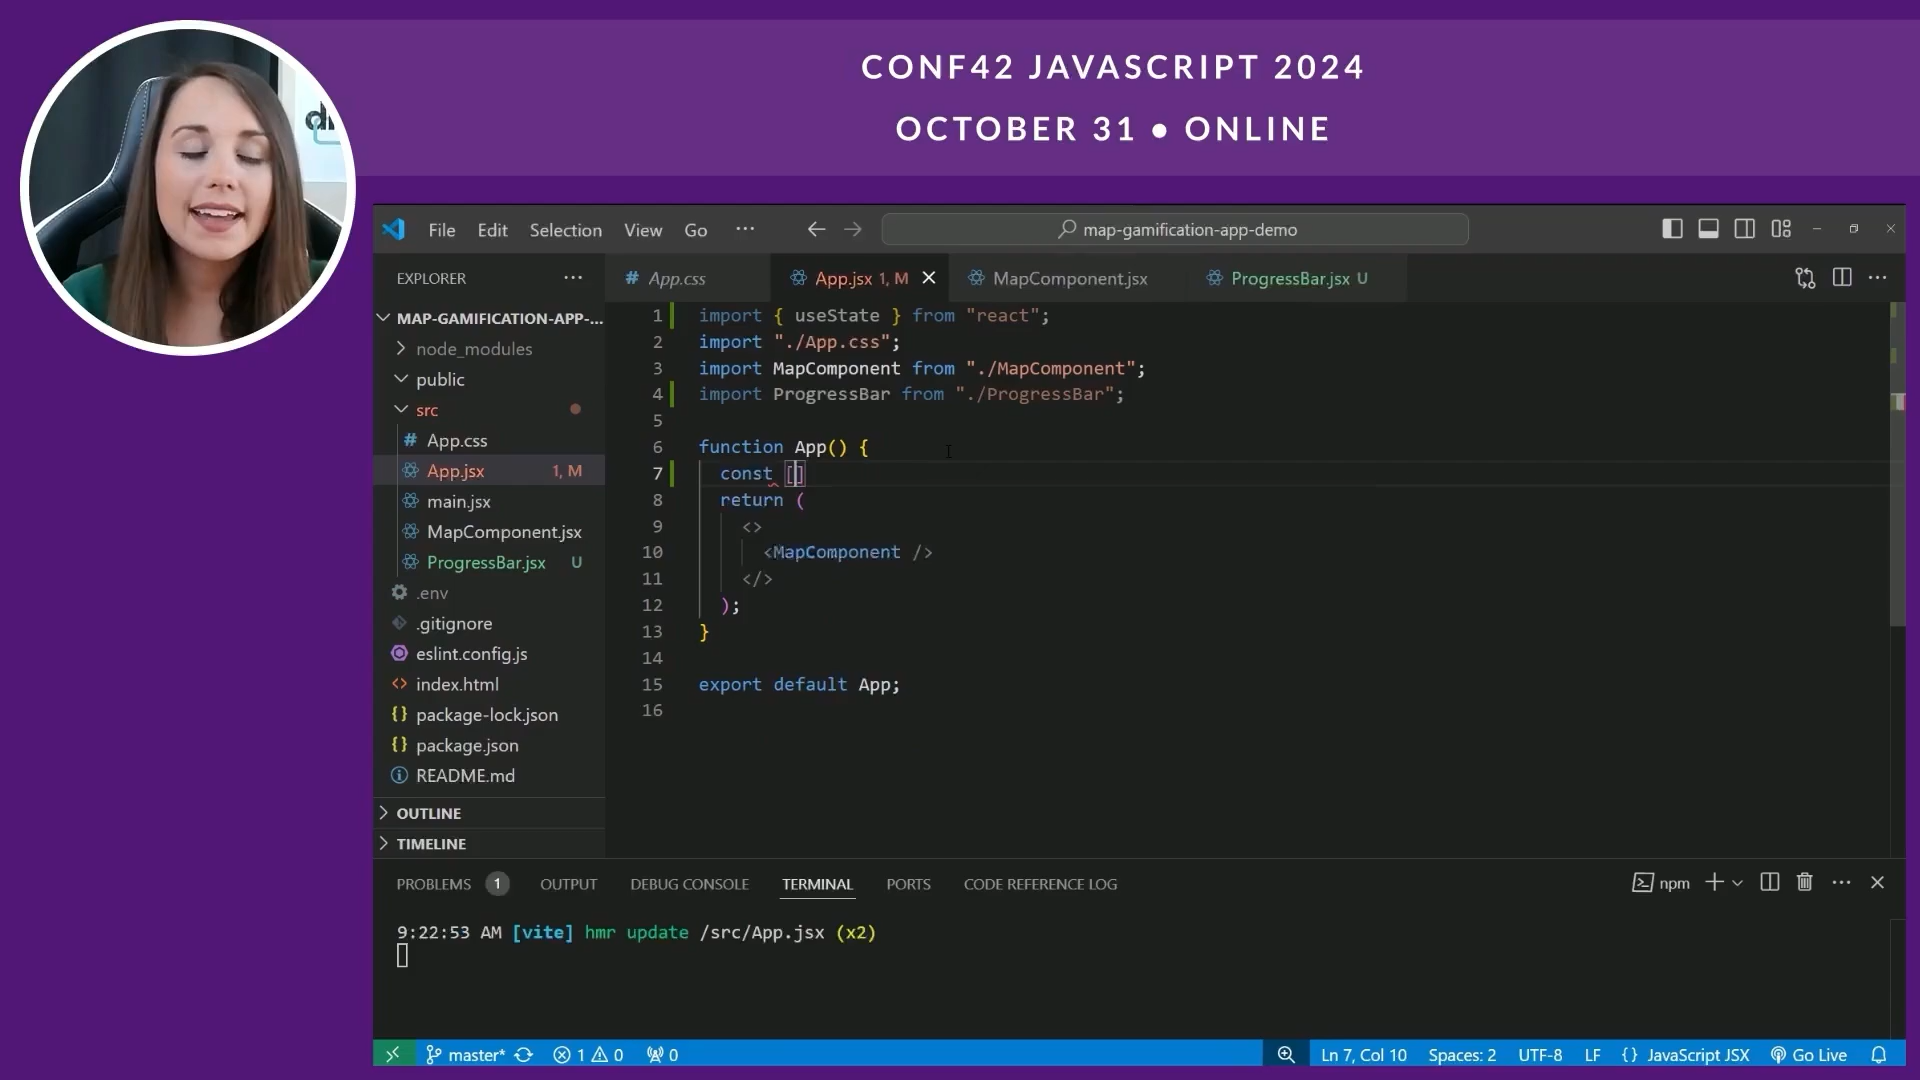 CONF42 JAVASCRIPT 2024
OCTOBER 31 • ONLINE
File Edit Selection View Go ··· map-gamification-app-demo
EXPLORER ···
# App.css App.jsx 1, M MapComponent.jsx ProgressBar.jsx U
MAP-GAMIFICATION-APP-...
node_modules
public
src
# App.css
App.jsx 1, M
main.jsx
MapComponent.jsx
ProgressBar.jsx U
.env
.gitignore
eslint.config.js
index.html
package-lock.json
package.json
README.md
OUTLINE
TIMELINE
1 import { useState } from "react";
2 import "./App.css";
3 import MapComponent from "./MapComponent";
4 import ProgressBar from "./ProgressBar";
5
6 function App() {
7 const []
8 return (
9 <>
10 <MapComponent />
11 </>
12 );
13 }
14
15 export default App;
16
PROBLEMS 1 OUTPUT DEBUG CONSOLE TERMINAL PORTS CODE REFERENCE LOG npm
9:22:53 AM [vite] hmr update /src/App.jsx (x2)
master* 1 0 0 Ln 7, Col 10 Spaces: 2 UTF-8 LF {} JavaScript JSX Go Live